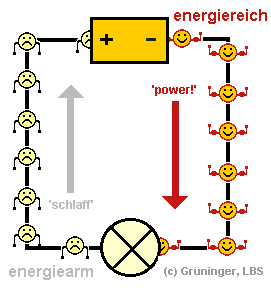 energiereich
+ −
'power!'
'schlaff'
energiearm
(c) Grüninger, LBS